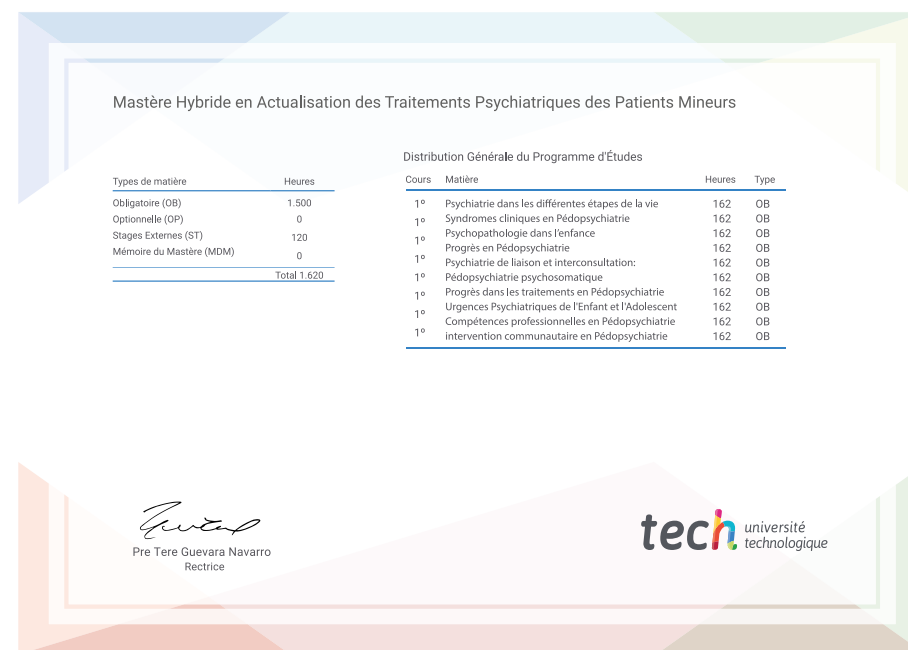 Mastère Hybride en Actualisation des Traitements Psychiatriques des Patients Mineurs
Types de matière Heures
Obligatoire (OB) 1.500
Optionnelle (OP) 0
Stages Externes (ST) 120
Mémoire du Mastère (MDM) 0
Total 1.620
Distribution Générale du Programme d'Études
Cours Matière Heures Type
1º Psychiatrie dans les différentes étapes de la vie 162 OB
1º Syndromes cliniques en Pédopsychiatrie 162 OB
1º Psychopathologie dans l'enfance 162 OB
1º Progrès en Pédopsychiatrie 162 OB
Psychiatrie de liaison et interconsultation: 162 OB
1º Pédopsychiatrie psychosomatique 162 OB
1º Progrès dans les traitements en Pédopsychiatrie 162 OB
1º Urgences Psychiatriques de l'Enfant et l'Adolescent 162 OB
Compétences professionnelles en Pédopsychiatrie 162 OB
1º intervention communautaire en Pédopsychiatrie 162 OB
Pre Tere Guevara Navarro
Rectrice
tech université
technologique